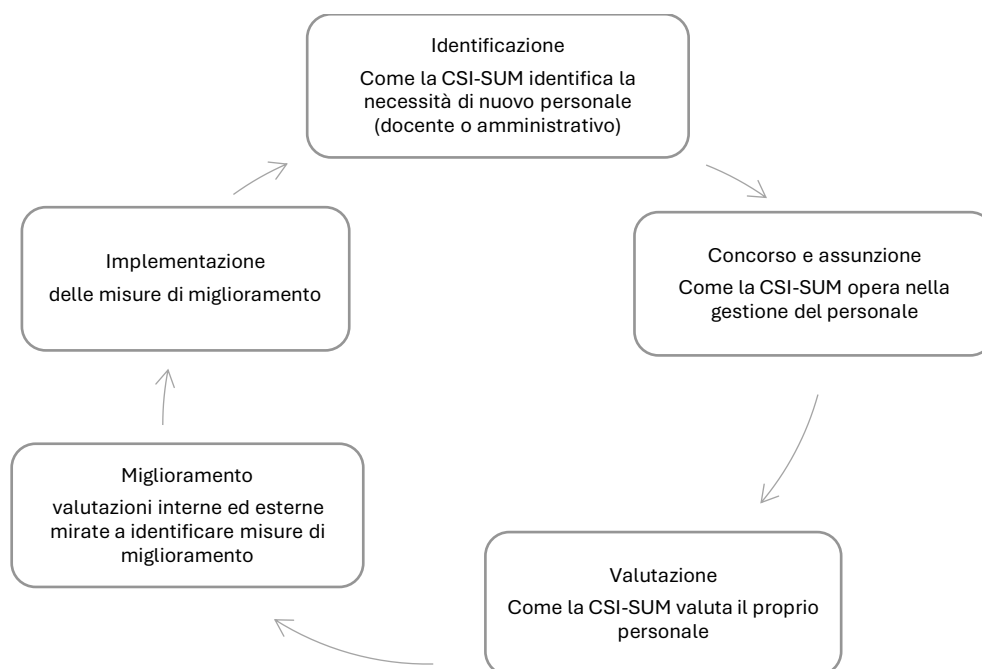 Identificazione
Come la CSI-SUM identifica la
necessità di nuovo personale
(docente o amministrativo)
Concorso e assunzione
Come la CSI-SUM opera nella
gestione del personale
Valutazione
Come la CSI-SUM valuta il proprio
personale
Miglioramento
valutazioni interne ed esterne
mirate a identificare misure di
miglioramento
Implementazione
delle misure di miglioramento